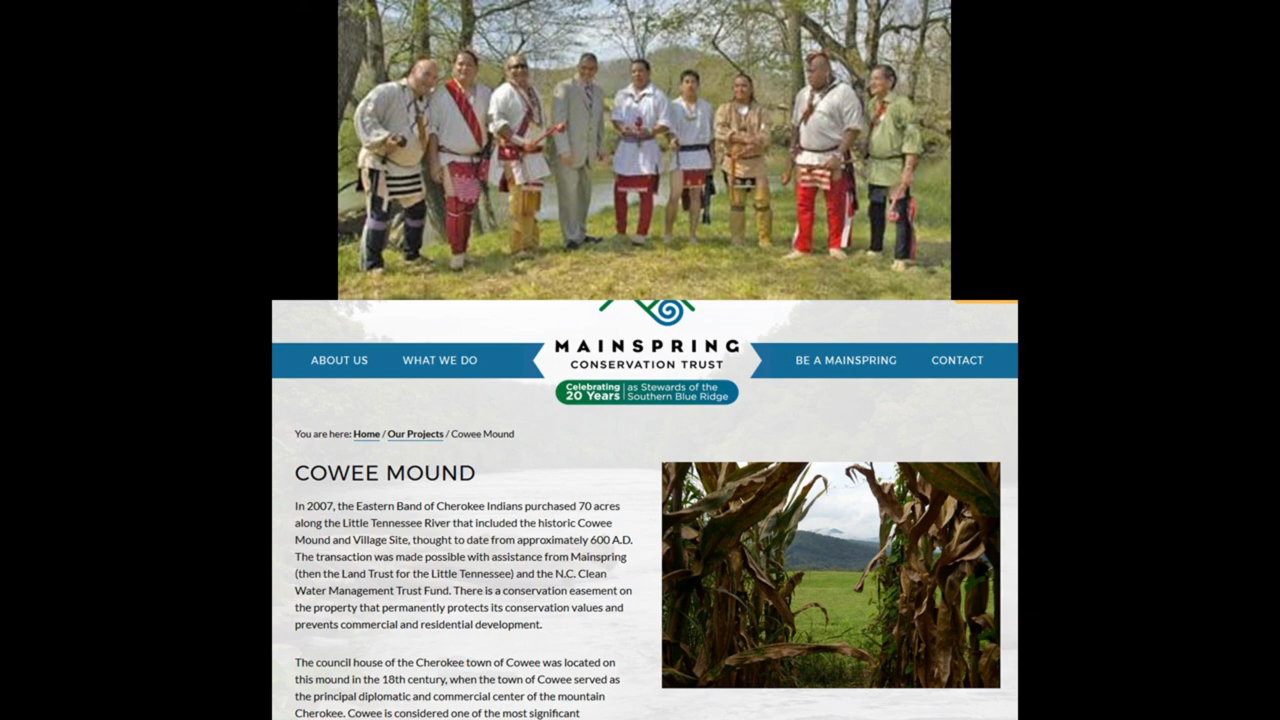 MAINSPRING
CONSERVATION TRUST
ABOUT US WHAT WE DO BE A MAINSPRING CONTACT
Celebrating 20 Years | as Stewards of the Southern Blue Ridge
You are here: Home / Our Projects / Cowee Mound
COWEE MOUND
In 2007, the Eastern Band of Cherokee Indians purchased 70 acres
along the Little Tennessee River that included the historic Cowee
Mound and Village Site, thought to date from approximately 600 A.D.
The transaction was made possible with assistance from Mainspring
(then the Land Trust for the Little Tennessee) and the N.C. Clean
Water Management Trust Fund. There is a conservation easement on
the property that permanently protects its conservation values and
prevents commercial and residential development.
The council house of the Cherokee town of Cowee was located on
this mound in the 18th century, when the town of Cowee served as
the principal diplomatic and commercial center of the mountain
Cherokee. Cowee is considered one of the most significant